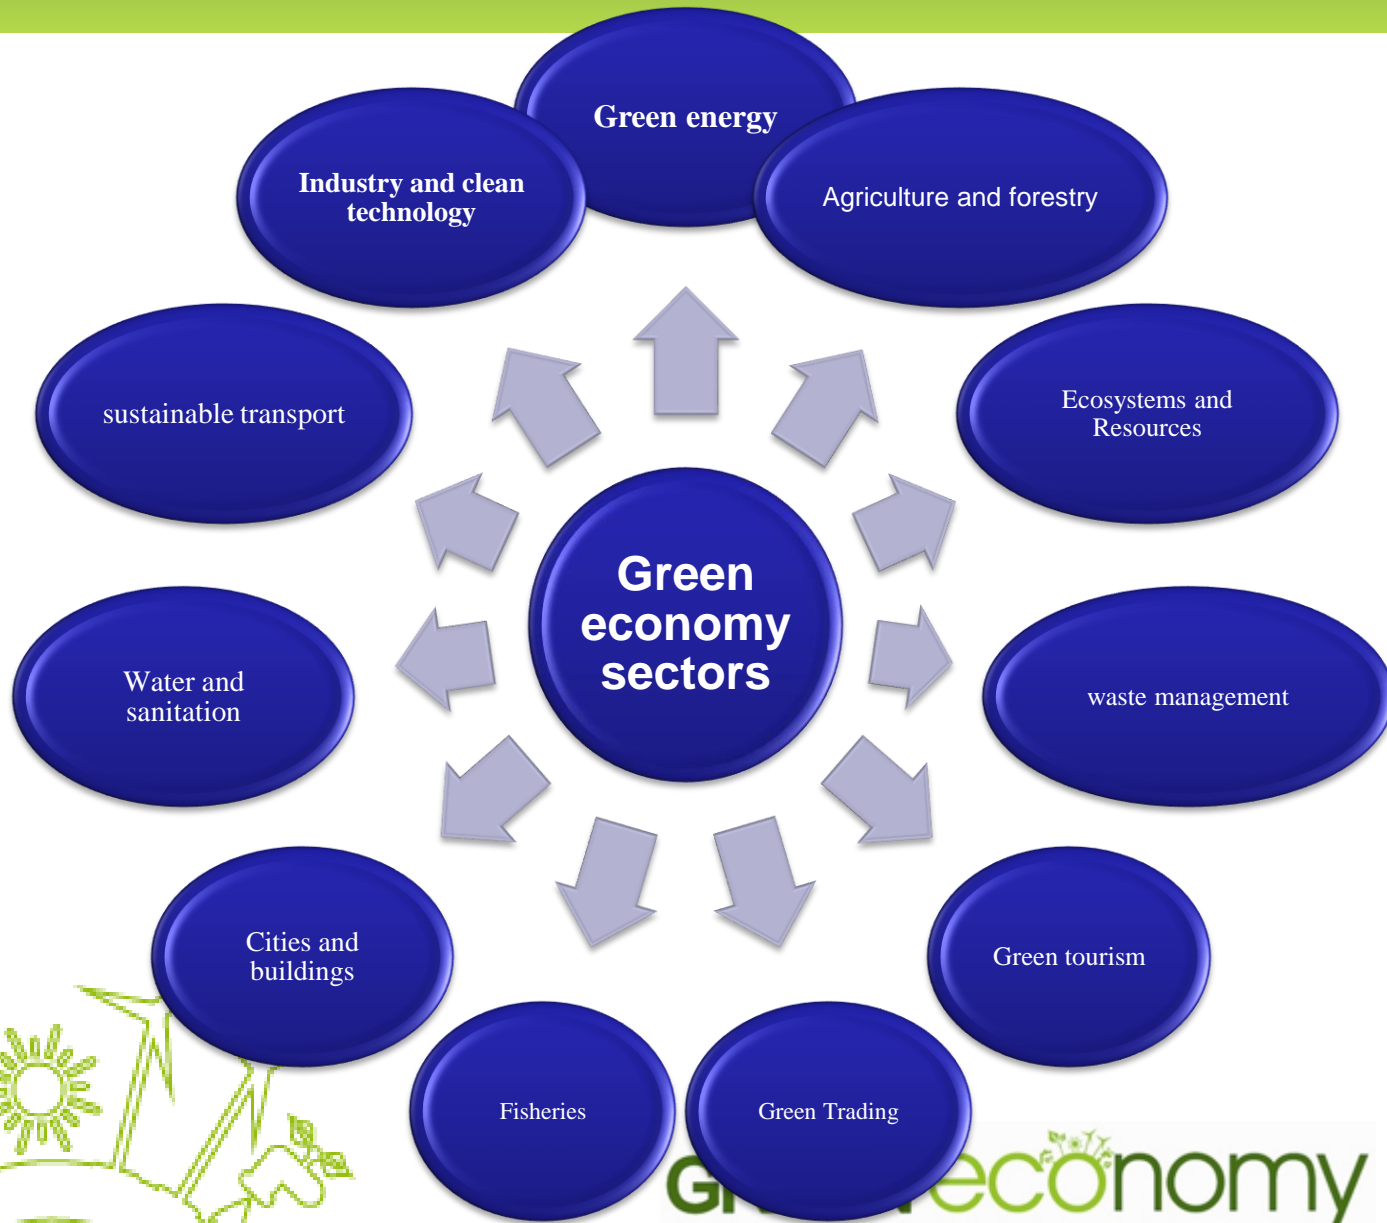 Green energy
Industry and clean
technology
Agriculture and forestry
sustainable transport
Ecosystems and
Resources
Green
economy
sectors
Water and
sanitation
waste management
Cities and
buildings
Green tourism
Fisheries
Green Trading
economy